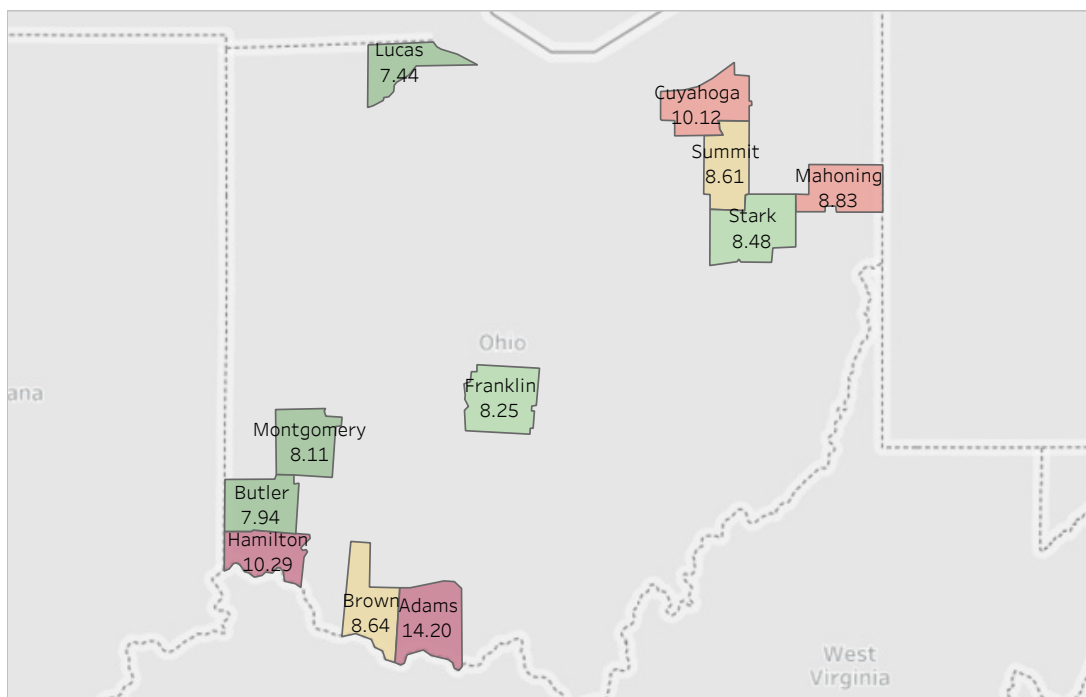 Lucas
7.44
Cuyahoga
10.12
Summit
8.61
Mahoning
8.83
Stark
8.48
Ohio
Franklin
8.25
ana
Montgomery
8.11
Butler
7.94
Hamilton
10.29
Brown
8.64
Adams
14.20
West
Virginia